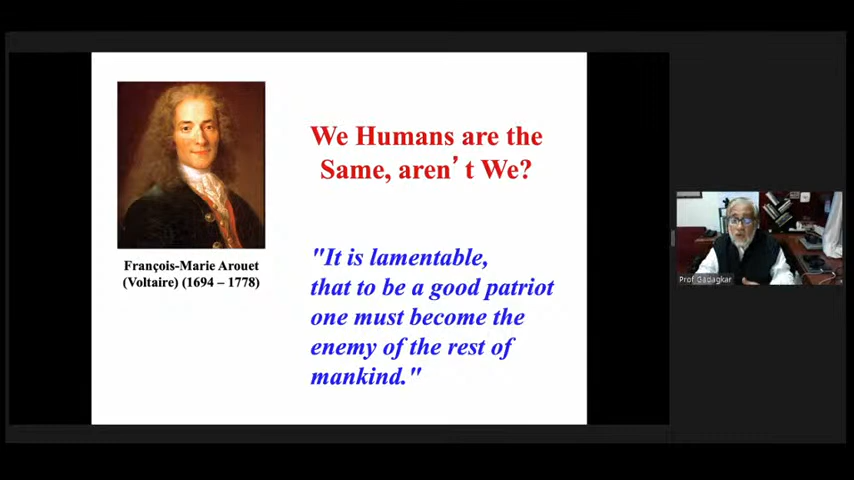 We Humans are the
Same, aren’t We?
François-Marie Arouet
(Voltaire) (1694 – 1778)
"It is lamentable,
that to be a good patriot
one must become the
enemy of the rest of
mankind."
Prof Gadagkar